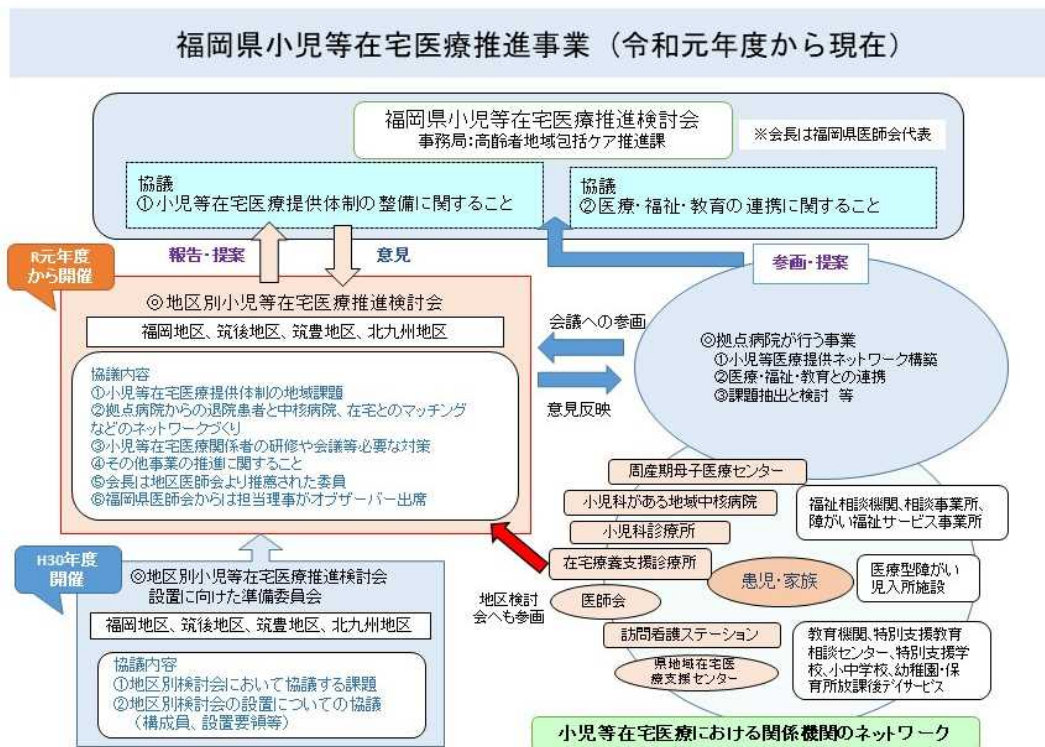 福岡県小児等在宅医療推進事業（令和元年度から現在）
福岡県小児等在宅医療推進検討会
事務局：高齢者地域包括ケア推進課
※会長は福岡県医師会代表
協議
①小児等在宅医療提供体制の整備に関すること
協議
②医療・福祉・教育の連携に関すること
R元年度
から開催
報告・提案
意見
参画・提案
◎地区別小児等在宅医療推進検討会
福岡地区、筑後地区、筑豊地区、北九州地区
協議内容
①小児等在宅医療提供体制の地域課題
②拠点病院からの退院患者と中核病院、在宅とのマッチング
などのネットワークづくり
③小児等在宅医療関係者の研修や会議等必要な対策
④その他事業の推進に関すること
⑤会長は地区医師会より推薦された委員
⑥福岡県医師会からは担当理事がオブザーバー出席
会議への参画
意見反映
◎拠点病院が行う事業
①小児等医療提供ネットワーク構築
②医療・福祉・教育との連携
③課題抽出と検討 等
H30年度
開催
◎地区別小児等在宅医療推進検討会
設置に向けた準備委員会
福岡地区、筑後地区、筑豊地区、北九州地区
協議内容
①地区別検討会において協議する課題
②地区別検討会の設置についての協議
（構成員、設置要領等）
周産期母子医療センター
小児科がある地域中核病院
小児科診療所
在宅療養支援診療所
地区検討
会へも参画
医師会
訪問看護ステーション
県地域在宅医
療支援センター
患児・家族
福祉相談機関、相談事業所、
障がい福祉サービス事業所
医療型障がい
児入所施設
教育機関、特別支援教育
相談センター、特別支援学
校、小中学校、幼稚園・保
育所放課後デイサービス
小児等在宅医療における関係機関のネットワーク